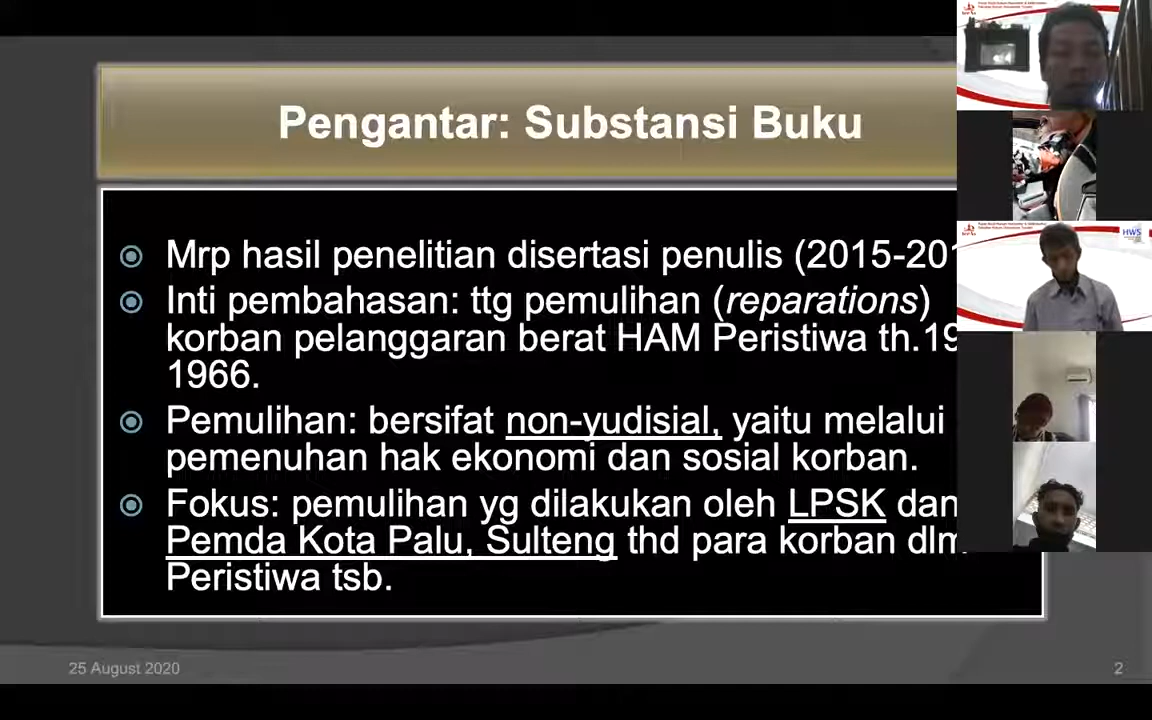 Pengantar: Substansi Buku
Mrp hasil penelitian disertasi penulis (2015-20
Inti pembahasan: ttg pemulihan (reparations)
korban pelanggaran berat HAM Peristiwa th.19
1966.
Pemulihan: bersifat non-yudisial, yaitu melalui
pemenuhan hak ekonomi dan sosial korban.
Fokus: pemulihan yg dilakukan oleh LPSK dan
Pemda Kota Palu, Sulteng thd para korban dlm
Peristiwa tsb.
25 August 2020
2
HWS